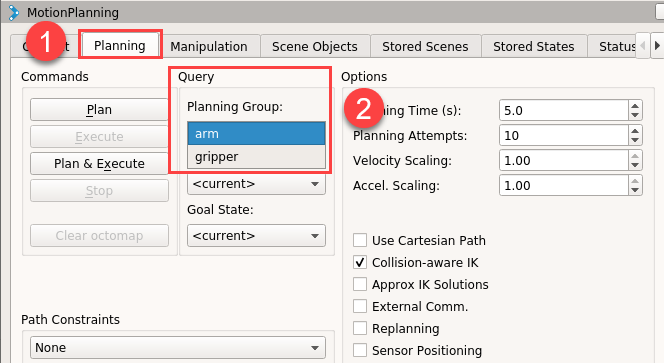 MotionPlanning
1
Planning
Manipulation
Scene Objects
Stored Scenes
Stored States
Status
Commands
Query
Options
Plan
Planning Group:
2
Time (s):
5.0
arm
Execute
Planning Attempts:
10
gripper
Plan & Execute
Velocity Scaling:
1.00
<current>
Stop
Accel. Scaling:
1.00
Goal State:
Clear octomap
<current>
Use Cartesian Path
Collision-aware IK
Approx IK Solutions
External Comm.
Path Constraints
Replanning
None
Sensor Positioning